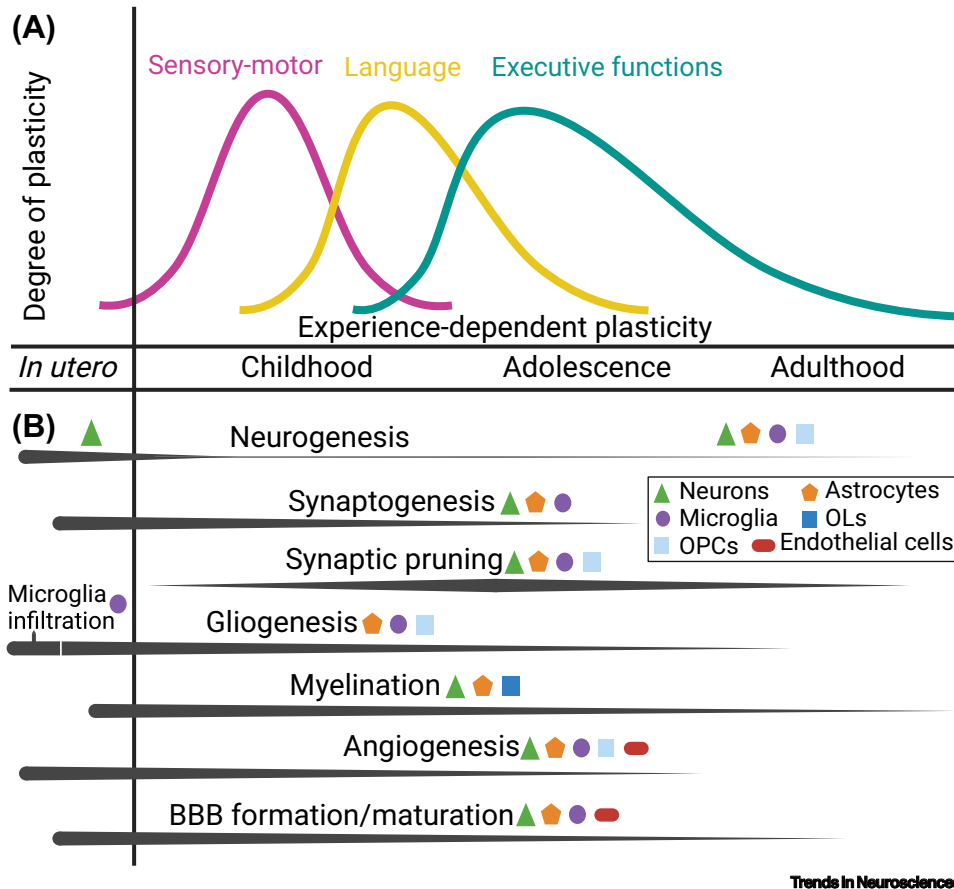 (A)
Sensory-motor Language Executive functions
Degree of plasticity
Experience-dependent plasticity
In utero Childhood Adolescence Adulthood
(B)
Neurogenesis
Synaptogenesis
Neurons Astrocytes
Microglia OLs
OPCs Endothelial cells
Synaptic pruning
Microglia
infiltration
Gliogenesis
Myelination
Angiogenesis
BBB formation/maturation
Trends in Neuroscience